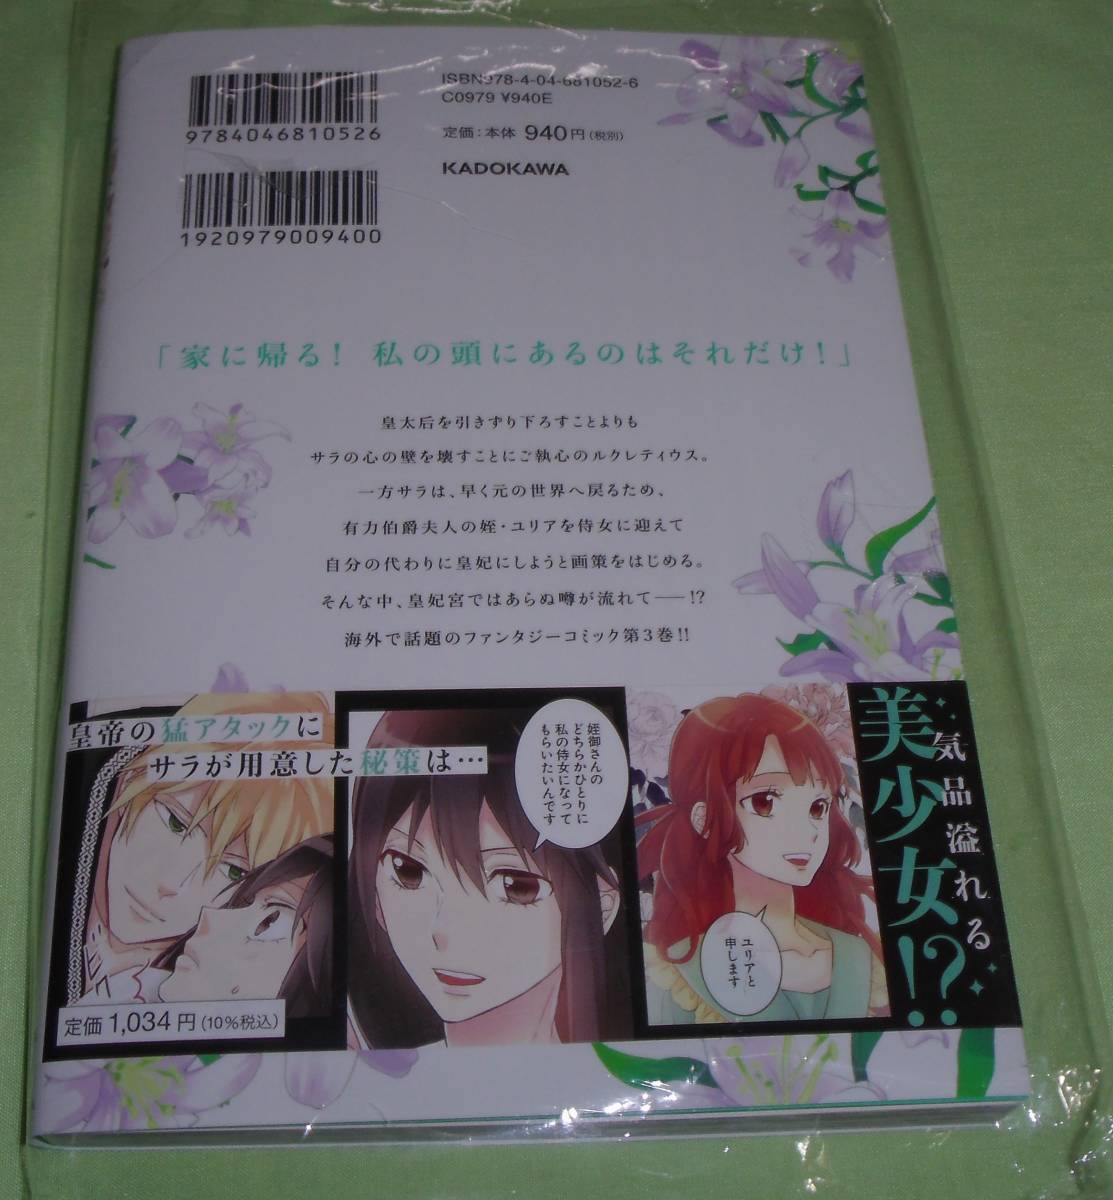 ISBN978-4-04-681052-6
C0979 ¥940E
9784046810526
定価:本体 940円(税別)
KADOKAWA
1920979009400
「家に帰る! 私の頭にあるのはそれだけ!」
皇太后を引きずり下ろすことよりも
サラの心の壁を壊すことにご執心のルクレティウス。
一方サラは、早く元の世界へ戻るため、
有力伯爵夫人の姪・ユリアを侍女に迎えて
自分の代わりに皇妃にしようと画策をはじめる。
そんな中、皇妃宮ではあらぬ噂が流れて――!?
海外で話題のファンタジーコミック第3巻!!
皇帝の猛アタックに
サラが用意した秘策は…
姪御さんの
どちらかひとりに
私の侍女になって
もらいたいんです
ユリアと
申します
気品溢れる
美少女!?
定価 1,034円(10%税込)